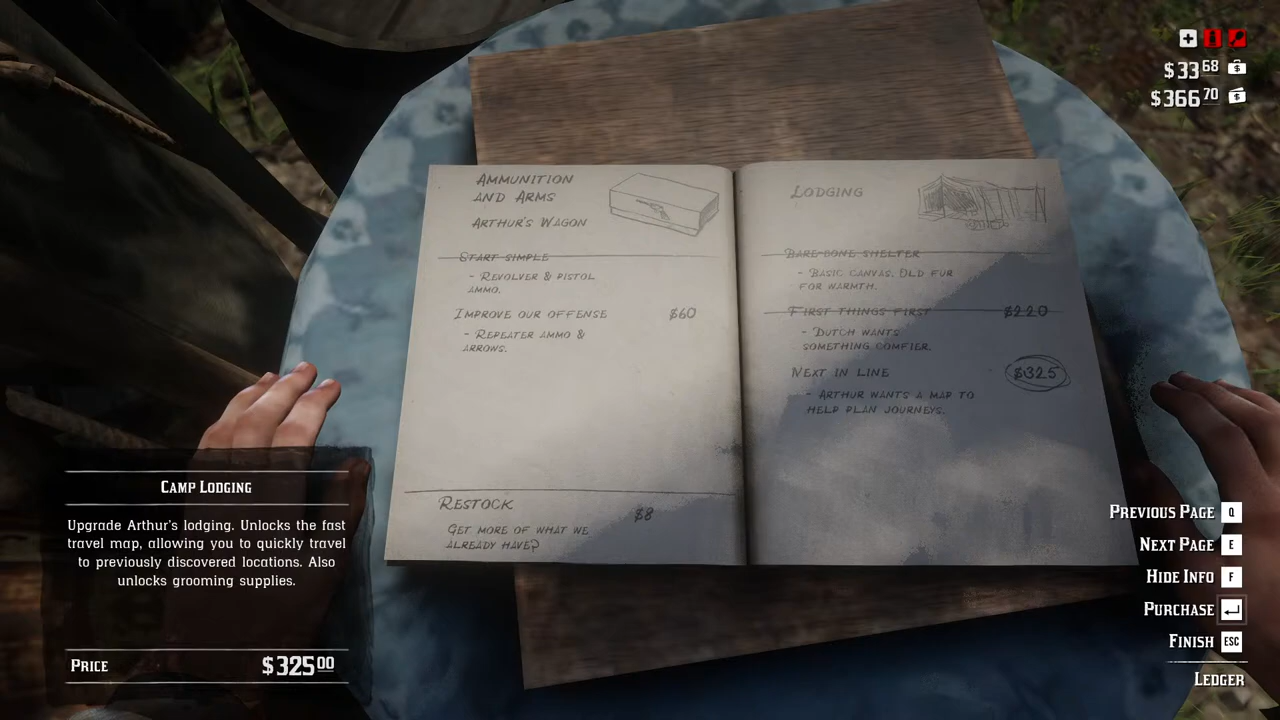 $33 68
$366 70
AMMUNITION
AND ARMS
ARTHUR'S WAGON
START SIMPLE
- REVOLVER & PISTOL
AMMO.
IMPROVE OUR OFFENSE $60
- REPEATER AMMO &
ARROWS.
RESTOCK $8
GET MORE OF WHAT WE
ALREADY HAVE?
LODGING
BARE-BONE SHELTER
- BASIC CANVAS. OLD FUR
FOR WARMTH.
FIRST THINGS FIRST $220
- DUTCH WANTS
SOMETHING COMFIER.
NEXT IN LINE $325
- ARTHUR WANTS A MAP TO
HELP PLAN JOURNEYS.
CAMP LODGING
Upgrade Arthur's lodging. Unlocks the fast
travel map, allowing you to quickly travel
to previously discovered locations. Also
unlocks grooming supplies.
PRICE $325 00
PREVIOUS PAGE Q
NEXT PAGE E
HIDE INFO F
PURCHASE
FINISH ESC
LEDGER